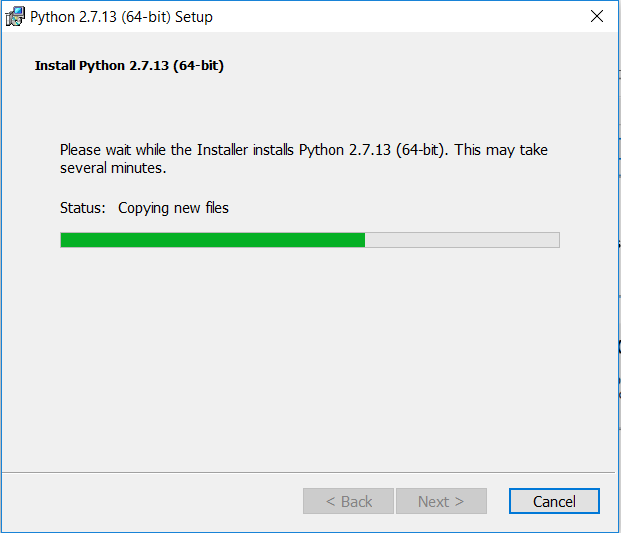 Python 2.7.13 (64-bit) Setup
Install Python 2.7.13 (64-bit)
Please wait while the Installer installs Python 2.7.13 (64-bit). This may take
several minutes.
Status: Copying new files
< Back Next > Cancel